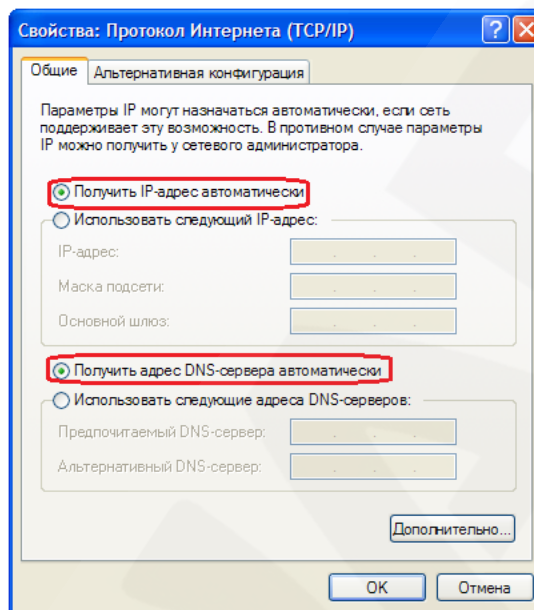 Свойства: Протокол Интернета (TCP/IP)
Общие
Альтернативная конфигурация
Параметры IP могут назначаться автоматически, если сеть
поддерживает эту возможность. В противном случае параметры
IP можно получить у сетевого администратора.
Получить IP-адрес автоматически
Использовать следующий IP-адрес:
IP-адрес:
Маска подсети:
Основной шлюз:
Получить адрес DNS-сервера автоматически
Использовать следующие адреса DNS-серверов:
Предпочитаемый DNS-сервер:
Альтернативный DNS-сервер:
Дополнительно...
OK
Отмена